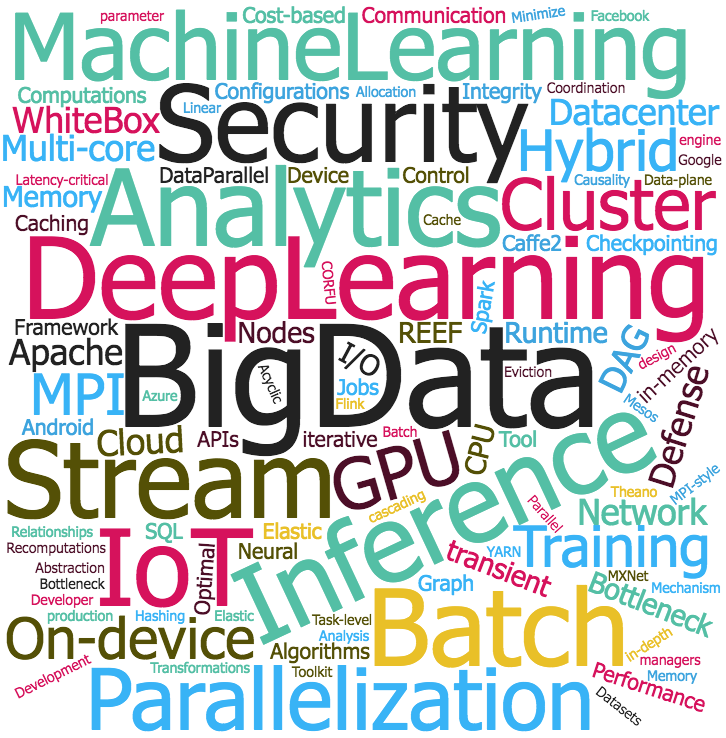 parameter
Cost-based
Communication
Minimize
Facebook
MachineLearning
Computations
Configurations
Allocation
Integrity
Coordination
WhiteBox
Linear
Security
Datacenter
Multi-core
Hybrid
engine
Google
Latency-critical
DataParallel
Device
Control
Causality
Data-plane
Memory
Analytics
Cluster
Caching
Cache
Caffe2
Checkpointing
DeepLearning
CORFU
Spark
Framework
Nodes
REEF
Runtime
Apache
I/O
DAG
design
in-memory
BigData
Acyclic
Eviction
MPI
Azure
Jobs
Flink
Mesos
Android
Cloud
APIs
iterative
Batch
CPU
Tool
Defense
Stream
GPU
Inference
MPI-style
Theano
cascading
Parallel
Network
Relationships
SQL
Elastic
Recomputations
IoT
Optimal
Neural
transient
YARN
Training
Abstraction
Bottleneck
Graph
MXNet
Mechanism
Developer
Bottleneck
production
Hashing
Elastic
Task-level
Batch
On-device
Analysis
Algorithms
in-depth
managers
Development
Transformations
Toolkit
Performance
Memory
Parallelization
Datasets